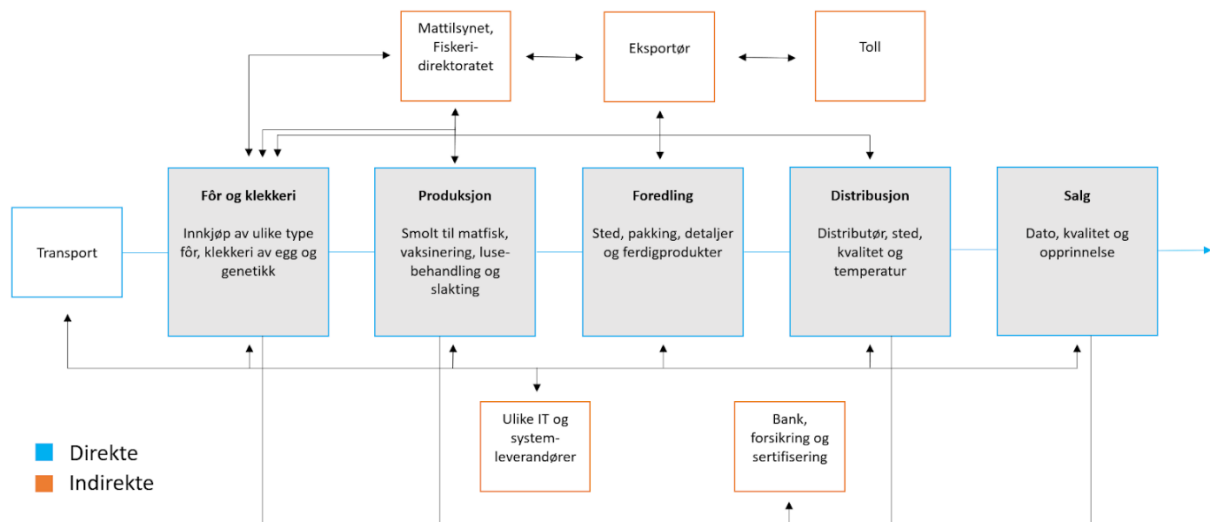 Mattilsynet,
Fiskeri-
direktoratet
Eksportør
Toll
Transport
Fôr og klekkeri
Innkjøp av ulike type
fôr, klekkeri av egg og
genetikk
Produksjon
Smolt til matfisk,
vaksinering, luse-
behandling og
slakting
Foredling
Sted, pakking, detaljer
og ferdigprodukter
Distribusjon
Distributør, sted,
kvalitet og
temperatur
Salg
Dato, kvalitet og
opprinnelse
Ulike IT og
system-
leverandører
Bank,
forsikring og
sertifisering
Direkte
Indirekte